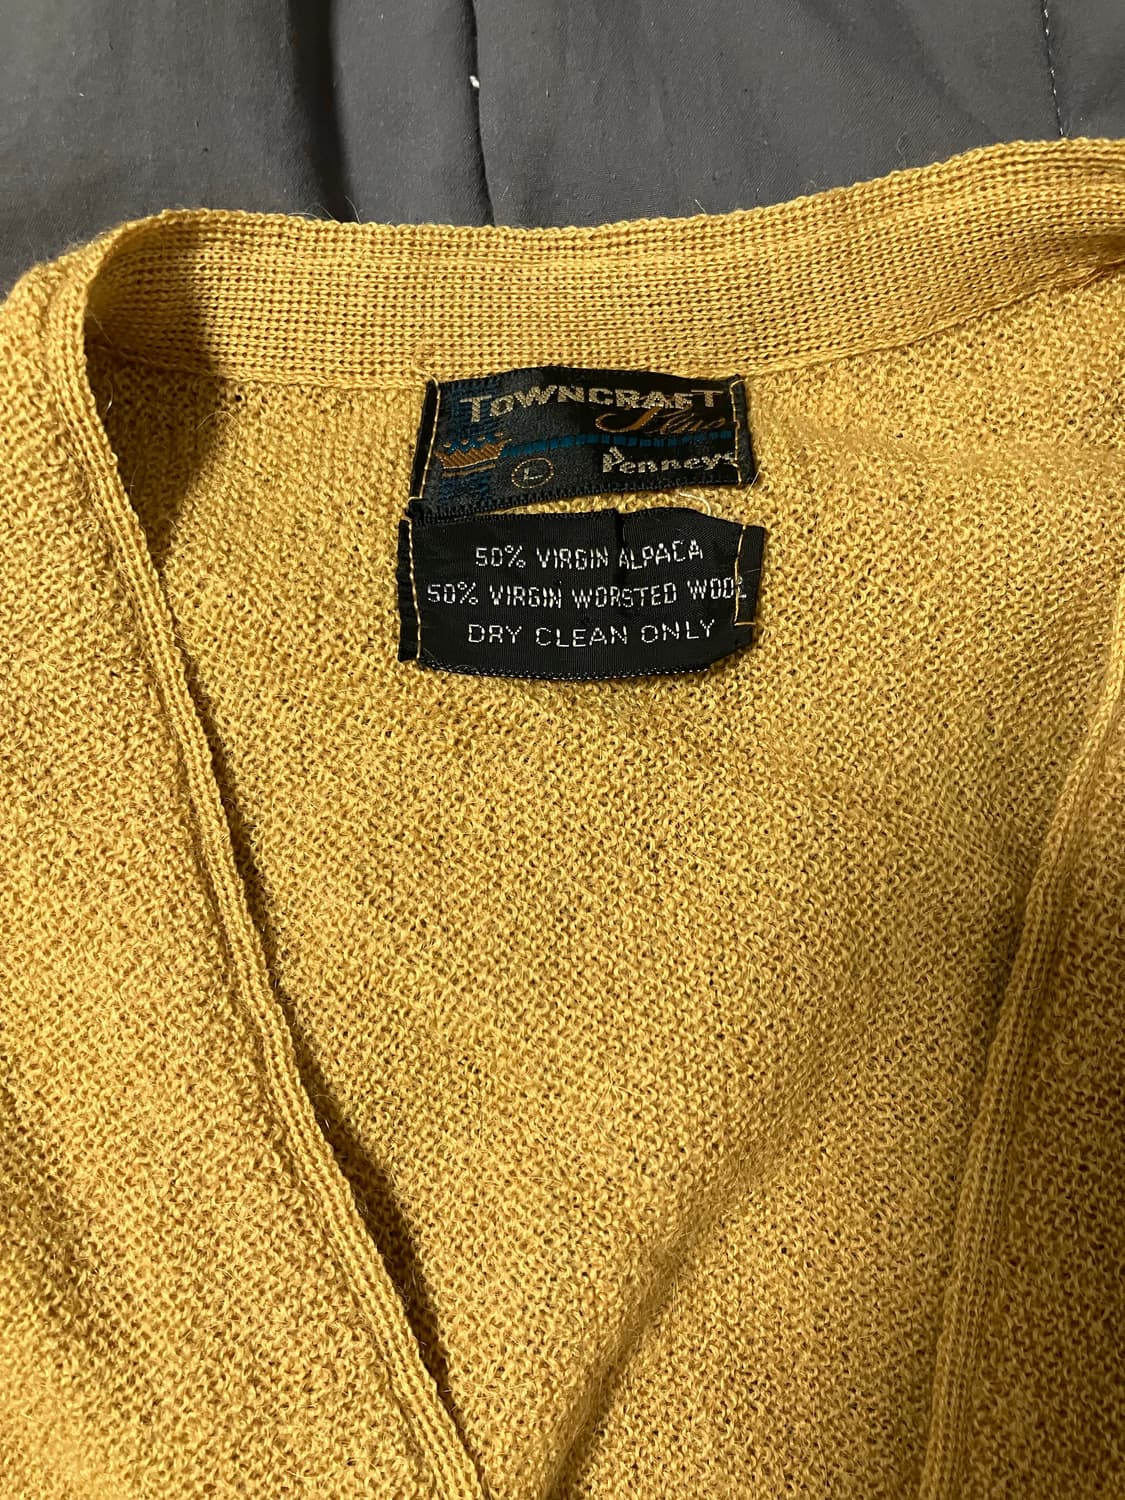 TOWNCRAFT
Plus
Penneys
L
50% VIRGIN ALPACA
50% VIRGIN WORSTED WOOL
DRY CLEAN ONLY